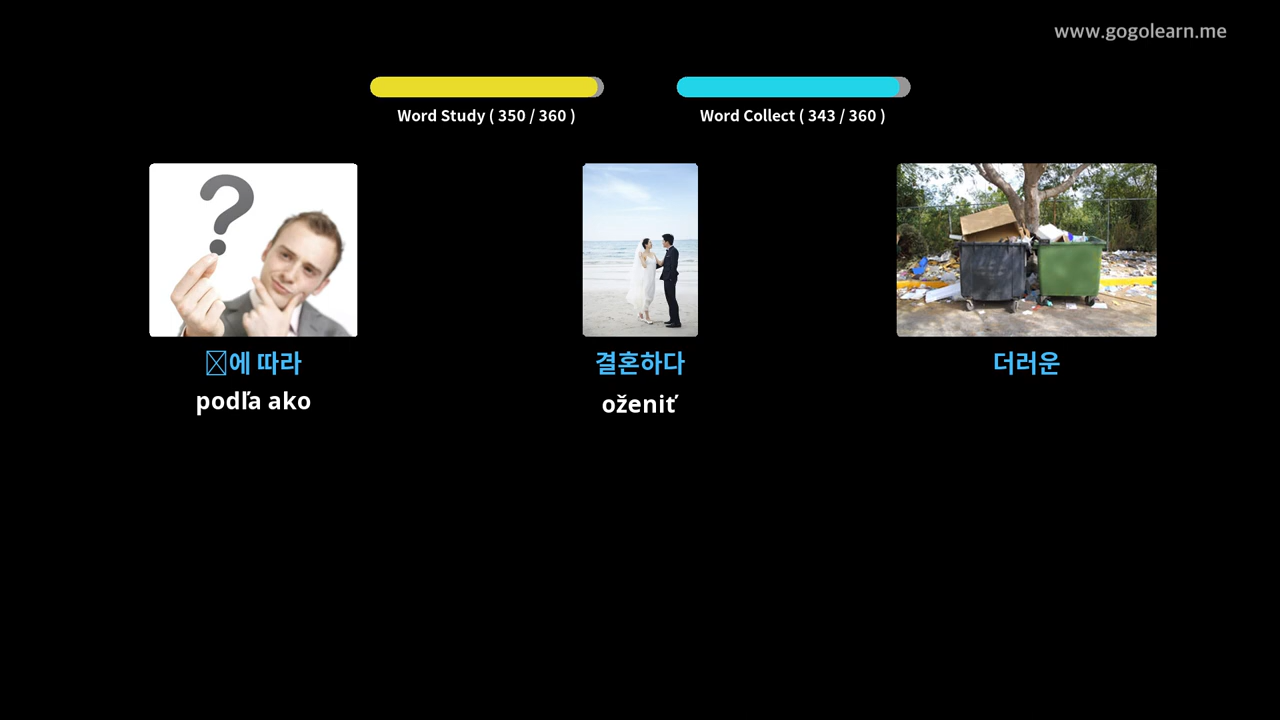 www.gogolearn.me
Word Study ( 350 / 360 )
Word Collect ( 343 / 360 )
에 따라
결혼하다
더러운
podľa ako
oženiť